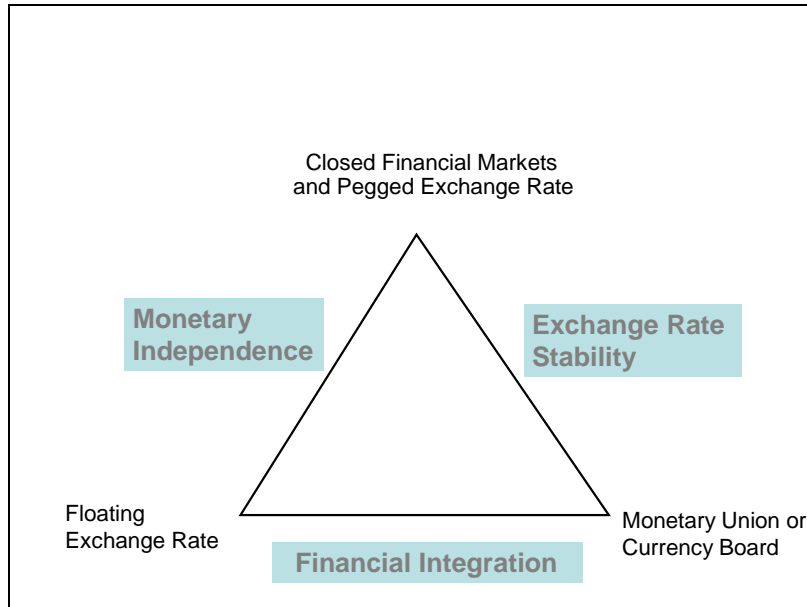 Closed Financial Markets
and Pegged Exchange Rate
Monetary
Independence
Exchange Rate
Stability
Floating
Exchange Rate
Monetary Union or
Currency Board
Financial Integration